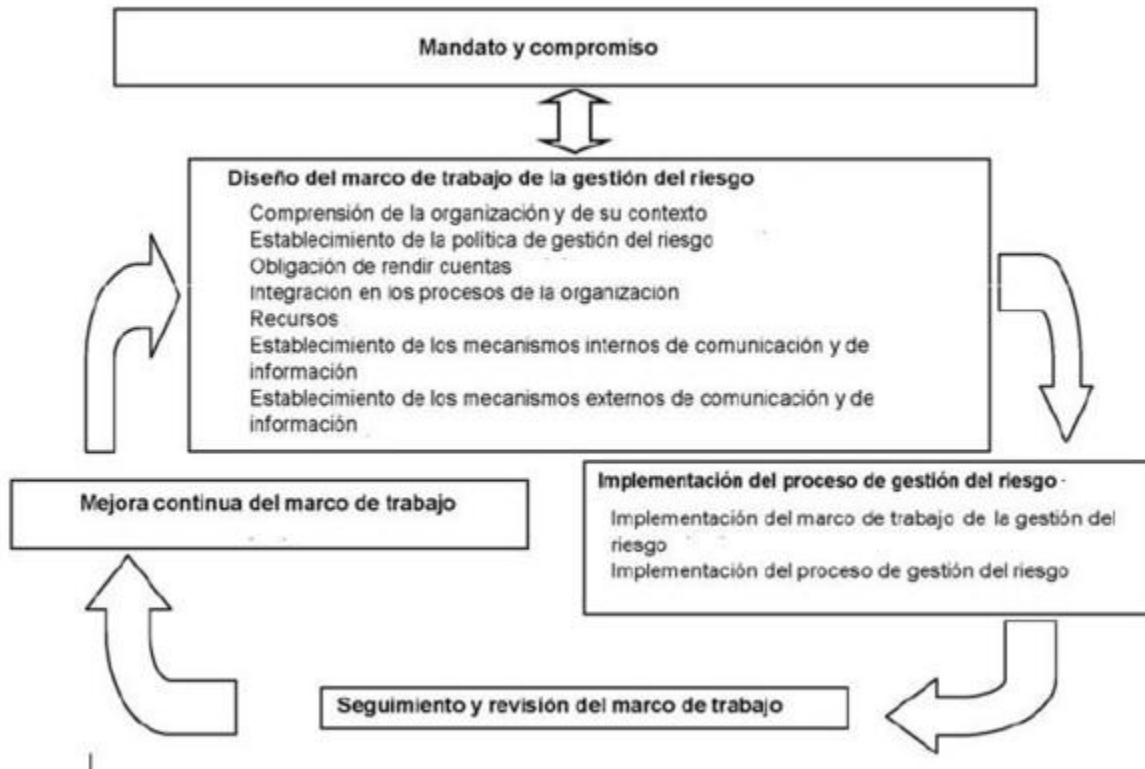 Mandato y compromiso
Diseño del marco de trabajo de la gestión del riesgo
Comprensión de la organización y de su contexto
Establecimiento de la política de gestión del riesgo
Obligación de rendir cuentas
Integración en los procesos de la organización
Recursos
Establecimiento de los mecanismos internos de comunicación y de
información
Establecimiento de los mecanismos externos de comunicación y de
información
Implementación del proceso de gestión del riesgo
Implementación del marco de trabajo de la gestión del
riesgo
Implementación del proceso de gestión del riesgo
Seguimiento y revisión del marco de trabajo
Mejora continua del marco de trabajo